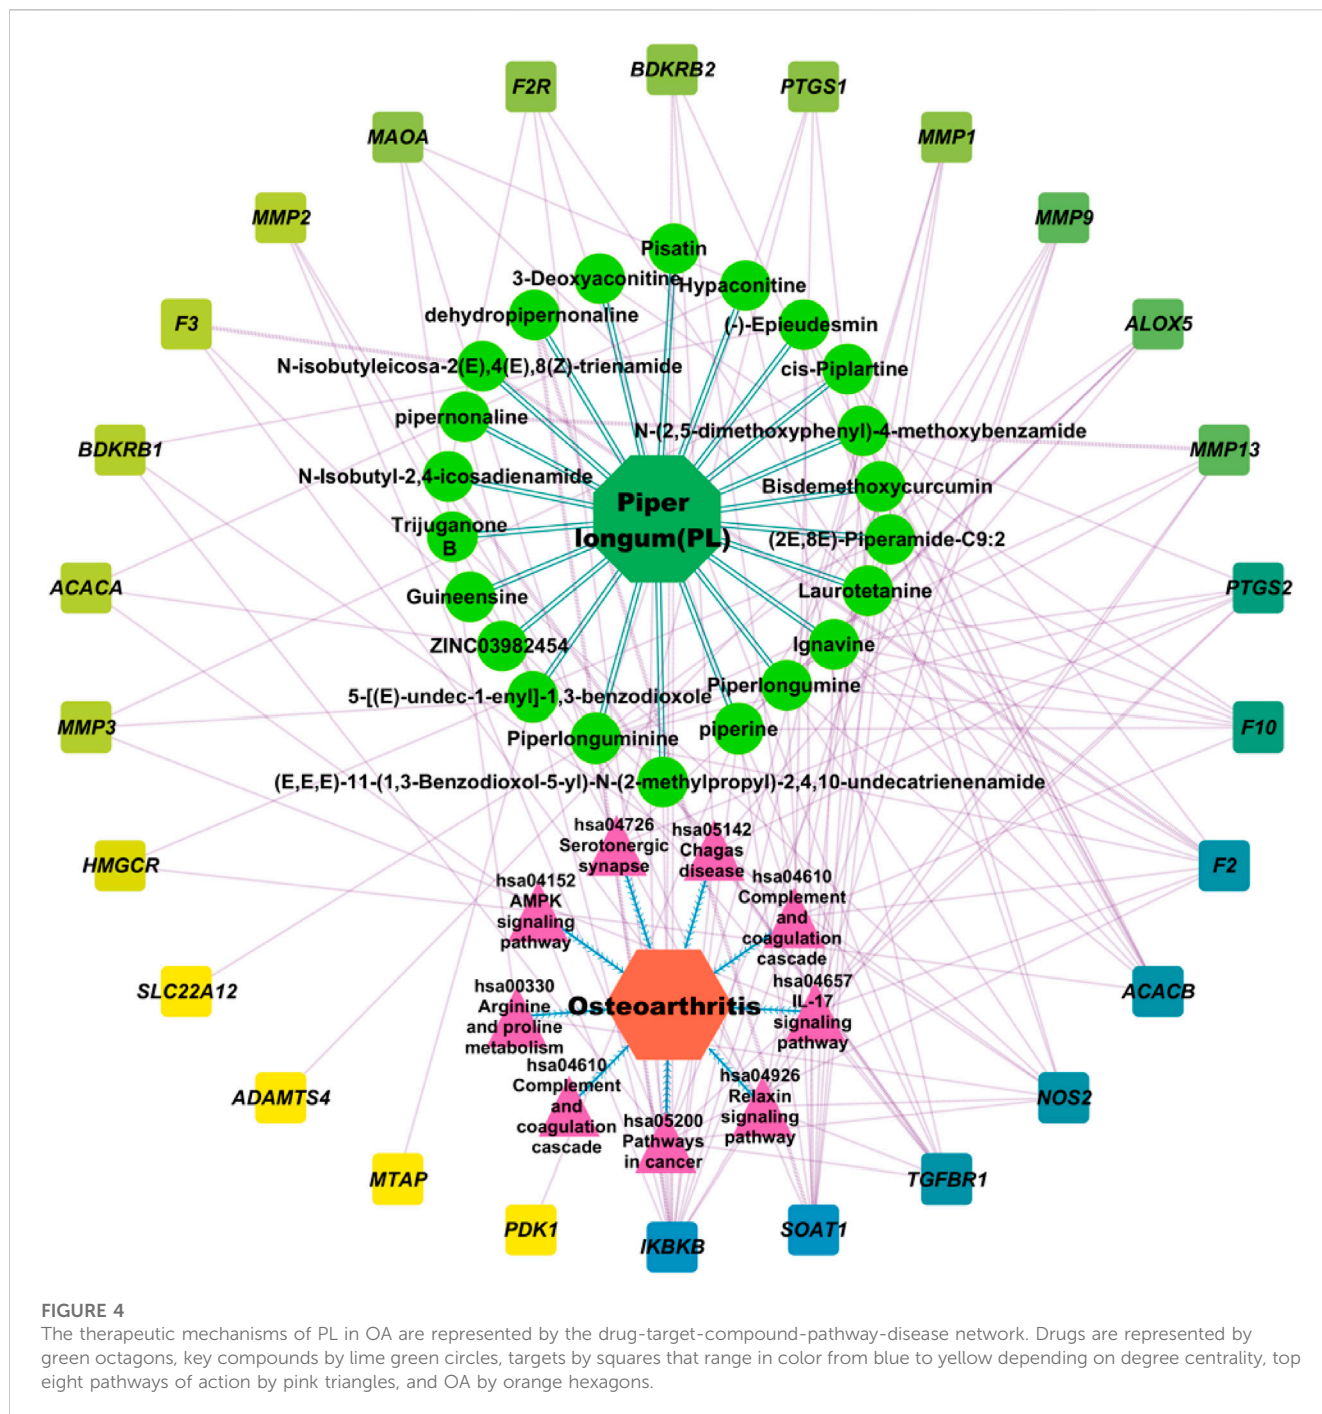 BDKRB2
F2R
PTGS1
MAOA
MMP1
MMP2
MMP9
F3
ALOX5
BDKRB1
MMP13
ACACA
PTGS2
MMP3
F10
HMGCR
F2
SLC22A12
ACACB
ADAMTS4
NOS2
MTAP
TGFBR1
PDK1
IKBKB
SOAT1
Pisatin
3-Deoxyaconitine
Hypaconitine
dehydropipernonaline
(-)-Epieudesmin
N-isobutyleicosa-2(E),4(E),8(Z)-trienamide
cis-Piplartine
pipernonaline
N-(2,5-dimethoxyphenyl)-4-methoxybenzamide
N-Isobutyl-2,4-icosadienamide
Bisdemethoxycurcumin
Trijuganone
B
(2E,8E)-Piperamide-C9:2
Guineensine
Laurotetanine
ZINC03982454
Ignavine
5-[(E)-undec-1-enyl]-1,3-benzodioxole
Piperlongumine
Piperlonguminine
piperine
(E,E,E)-11-(1,3-Benzodioxol-5-yl)-N-(2-methylpropyl)-2,4,10-undecatrienenamide
Piper
longum(PL)
hsa04726
Serotonergic
synapse
hsa05142
Chagas
disease
hsa04152
AMPK
signaling
pathway
hsa04610
Complement
and
coagulation
cascade
hsa00330
Arginine
and proline
metabolism
hsa04657
IL-17
signaling
pathway
Osteoarthritis
hsa04610
Complement
and
coagulation
cascade
hsa05200
Pathways
in cancer
hsa04926
Relaxin
signaling
pathway
FIGURE 4
The therapeutic mechanisms of PL in OA are represented by the drug-target-compound-pathway-disease network. Drugs are represented by
green octagons, key compounds by lime green circles, targets by squares that range in color from blue to yellow depending on degree centrality, top
eight pathways of action by pink triangles, and OA by orange hexagons.